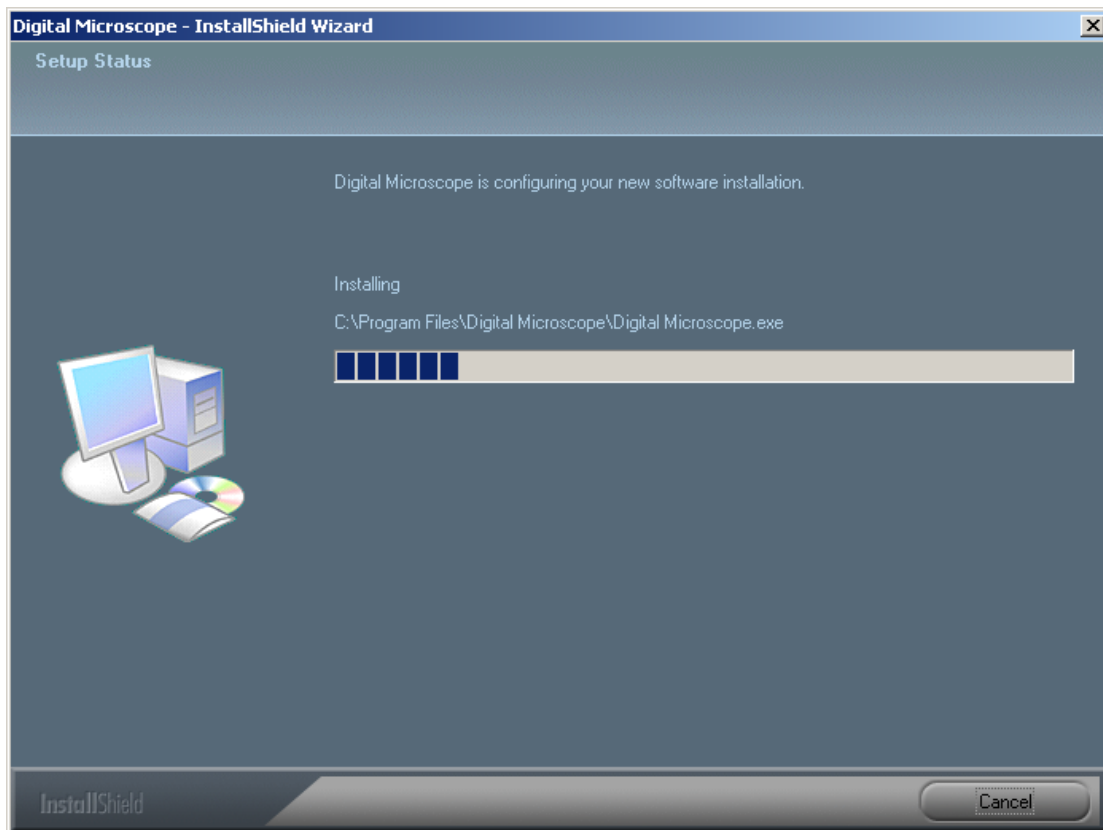 Digital Microscope - InstallShield Wizard
Setup Status
Digital Microscope is configuring your new software installation.
Installing
C:\Program Files\Digital Microscope\Digital Microscope.exe
InstallShield
Cancel